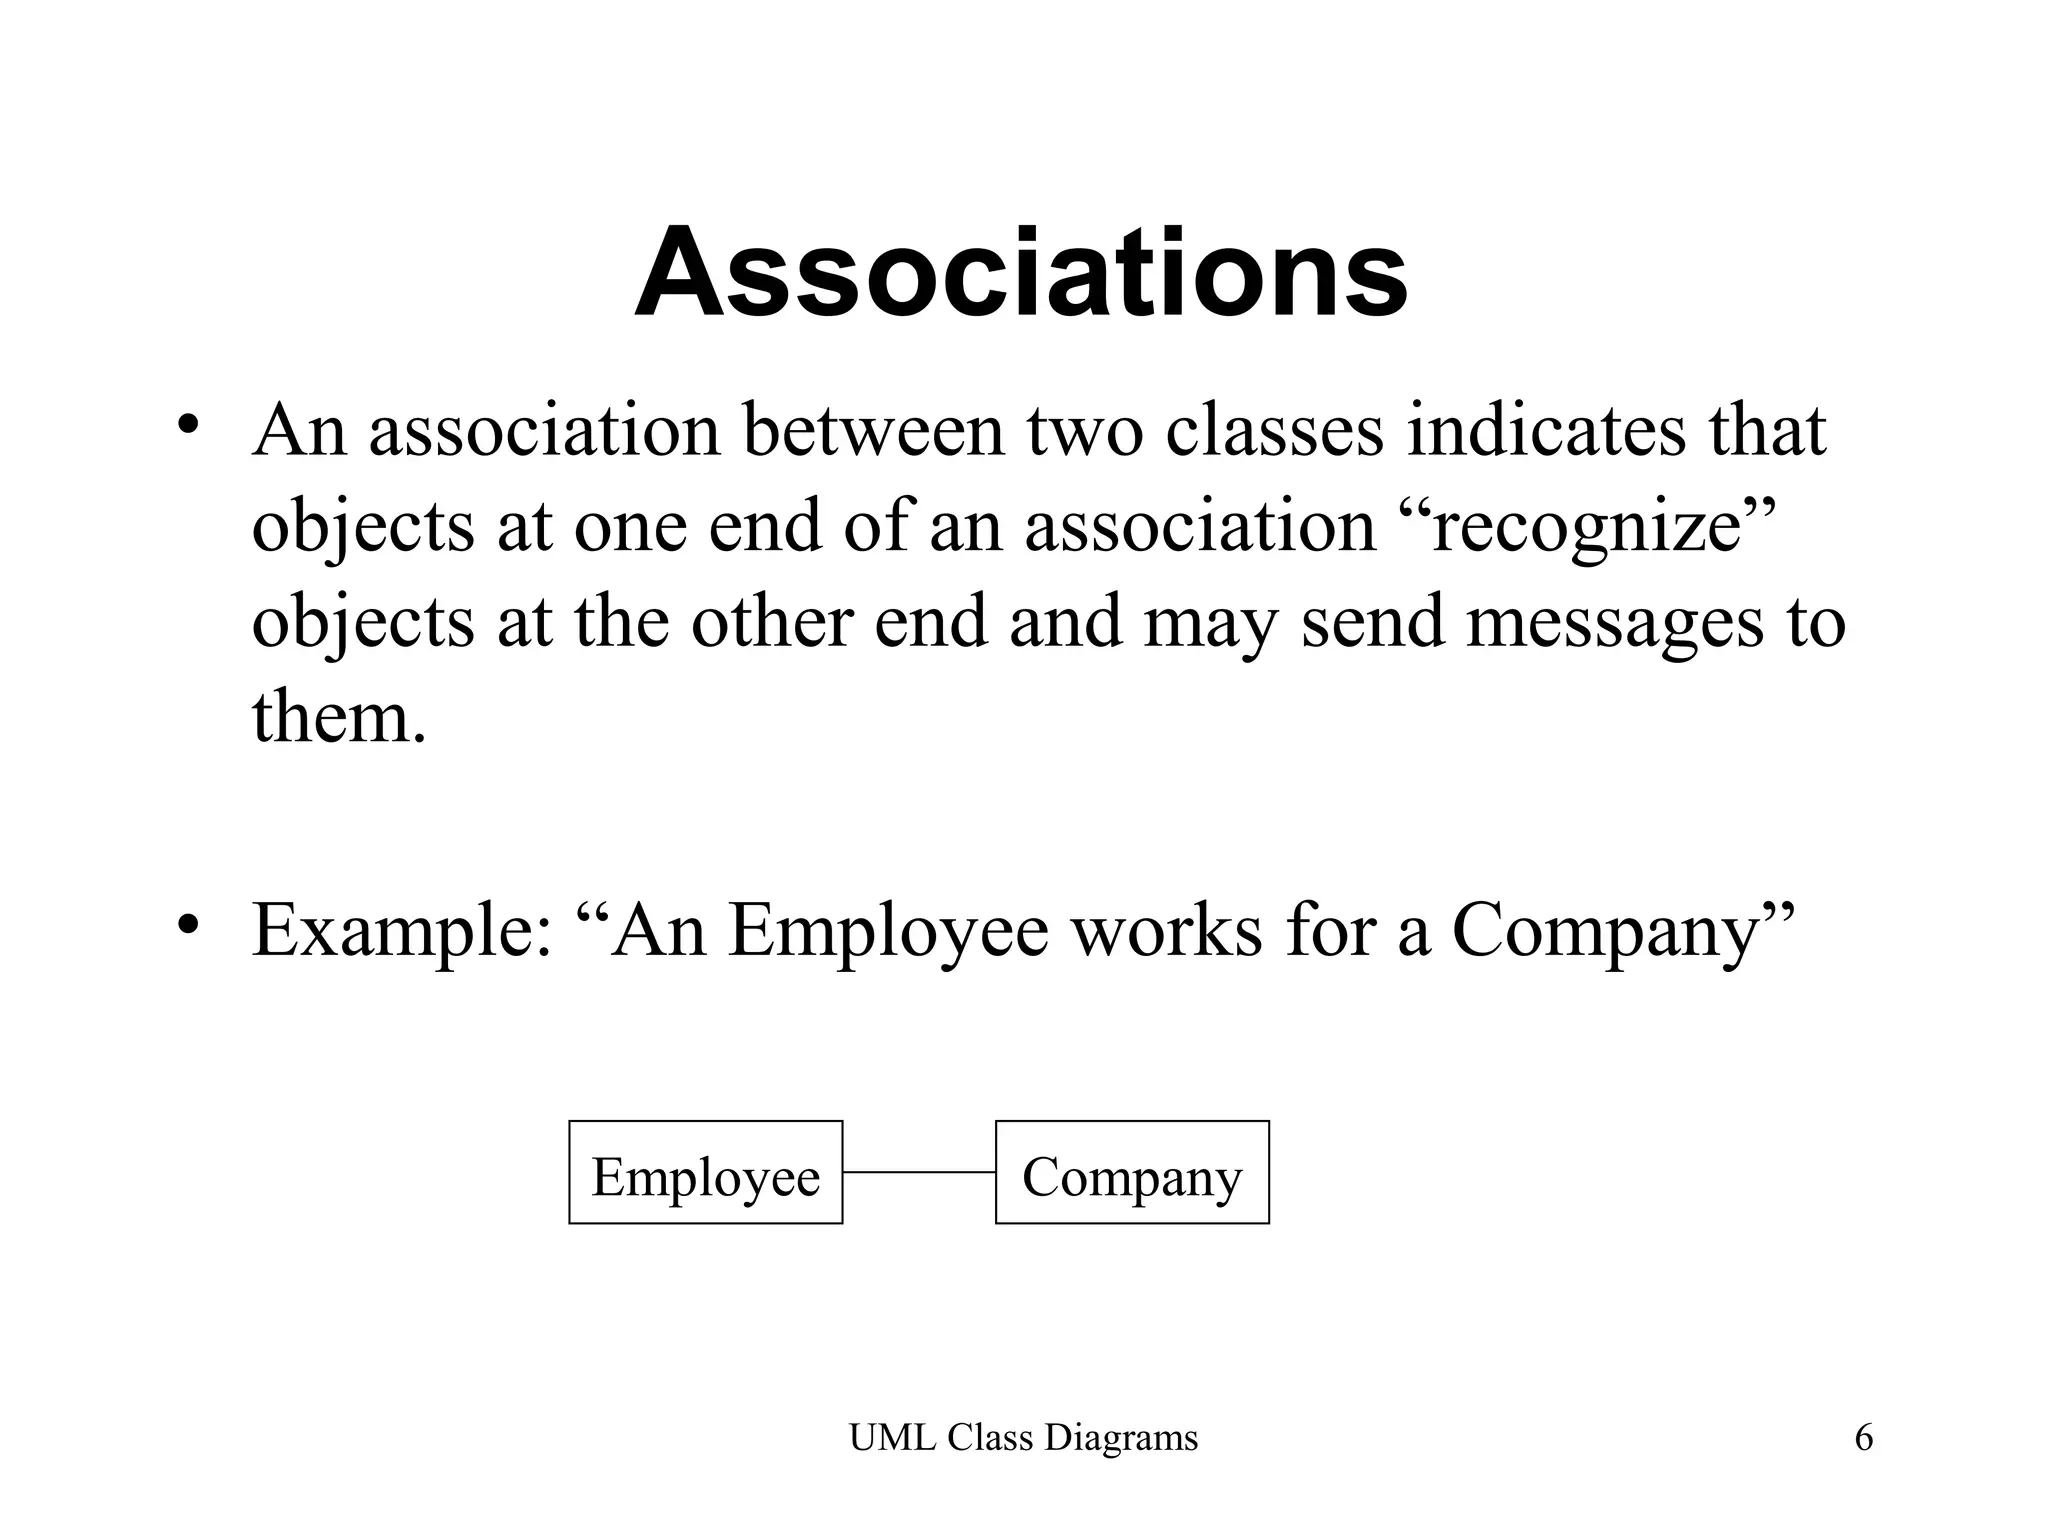 Associations
• An association between two classes indicates that
objects at one end of an association “recognize”
objects at the other end and may send messages to
them.
• Example: “An Employee works for a Company”
Employee
Company
UML Class Diagrams
6